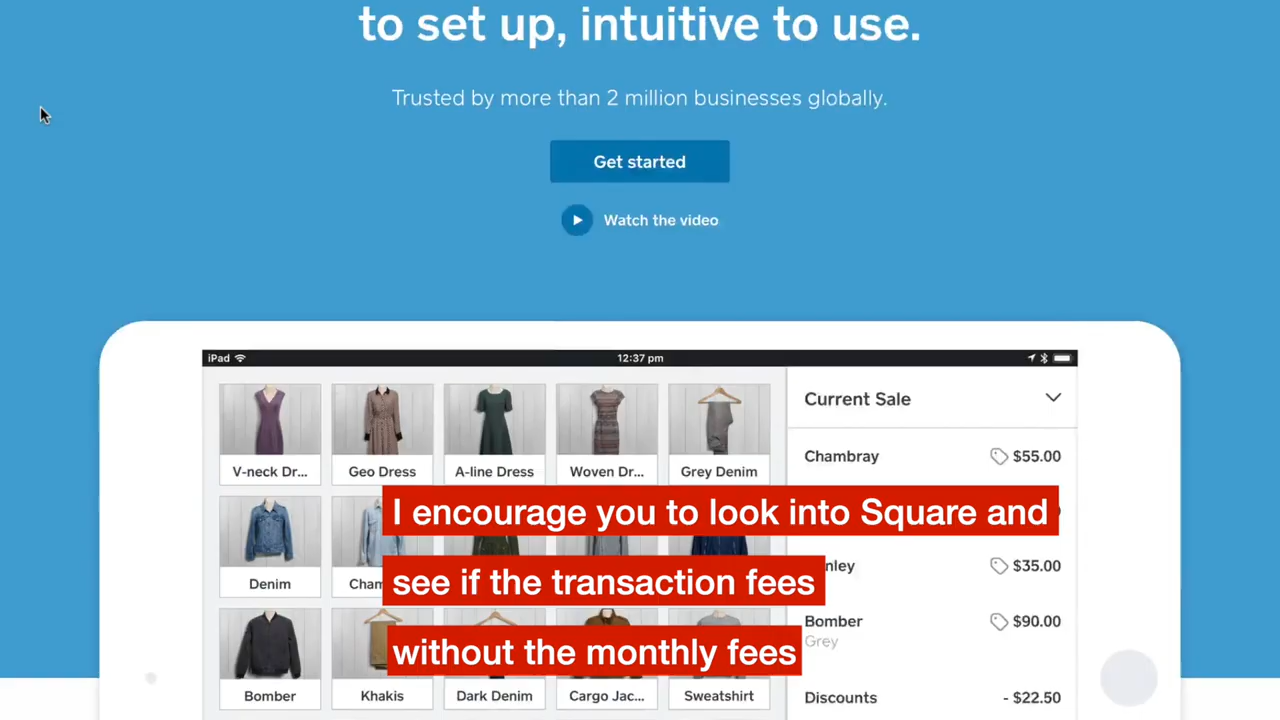 to set up, intuitive to use.
Trusted by more than 2 million businesses globally.
Get started
Watch the video
iPad
12:37 pm
V-neck Dr...
Geo Dress
A-line Dress
Woven Dr...
Grey Denim
Current Sale
Chambray
$55.00
I encourage you to look into Square and
see if the transaction fees
without the monthly fees
Denim
Cham
nley
$35.00
Bomber
$90.00
Grey
Bomber
Khakis
Dark Denim
Cargo Jac...
Sweatshirt
Discounts
- $22.50